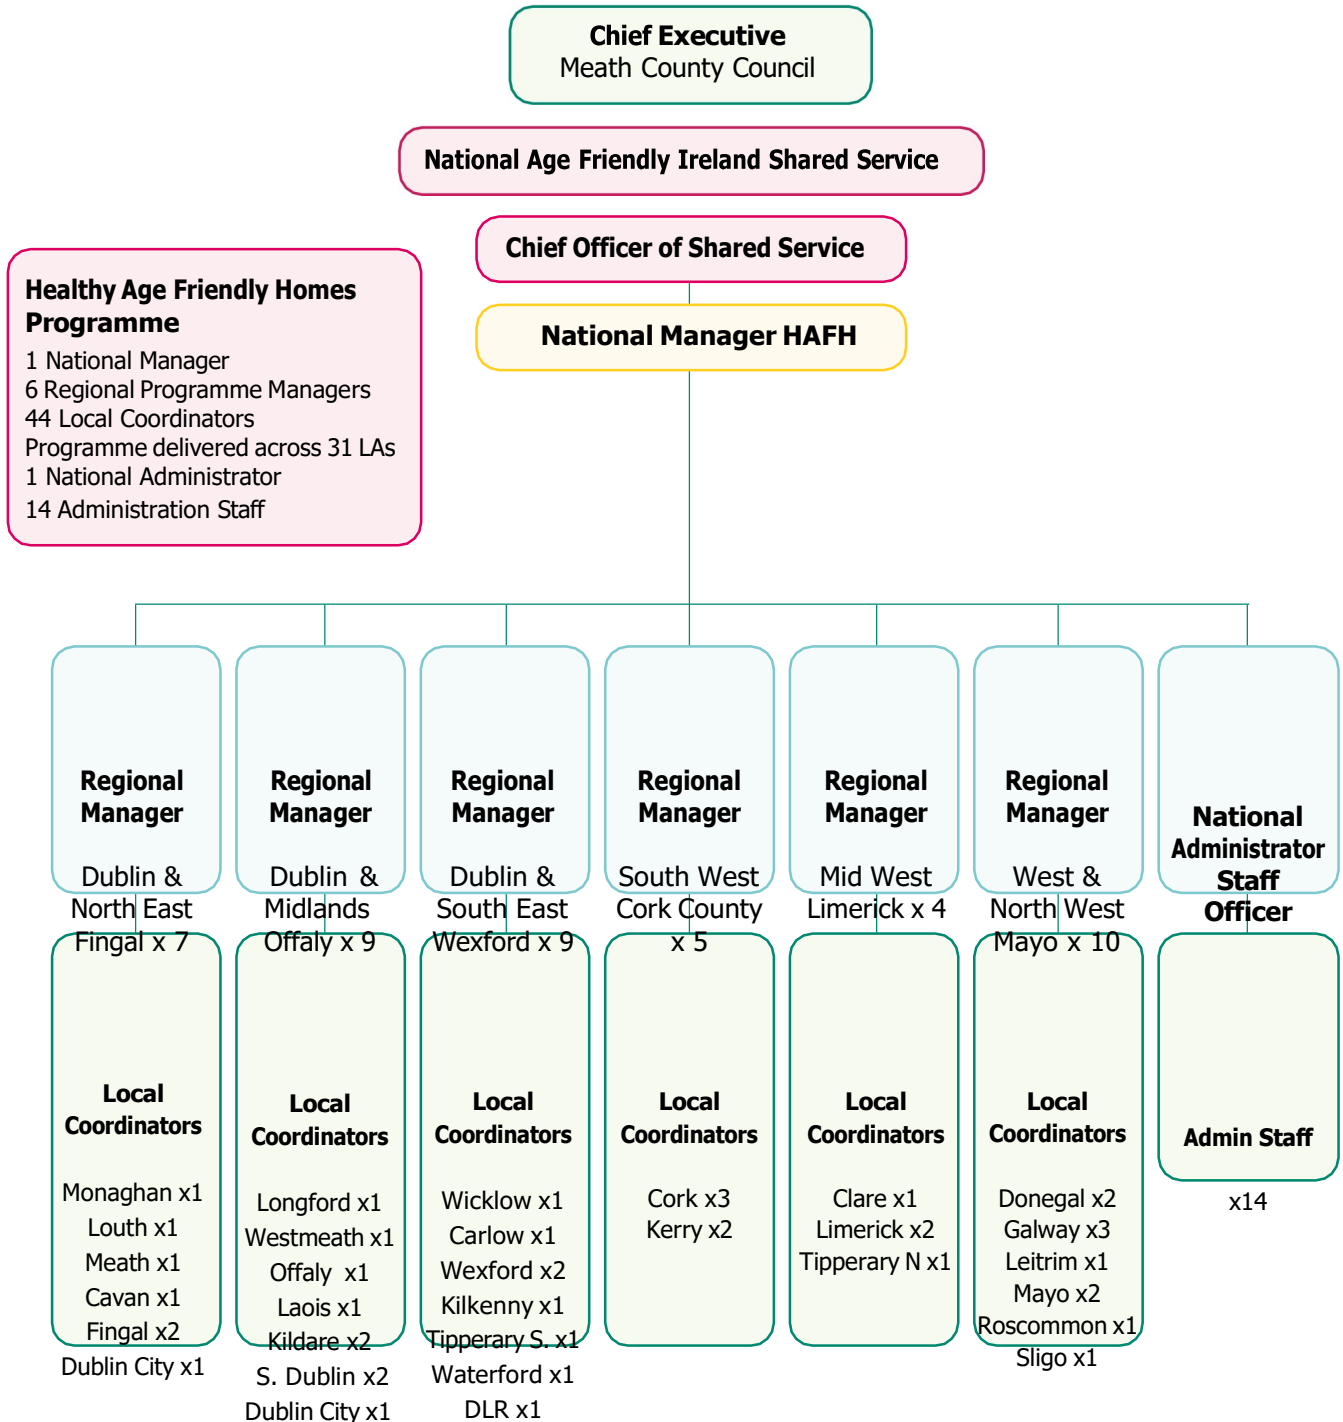 Chief Executive
Meath County Council
National Age Friendly Ireland Shared Service
Chief Officer of Shared Service
National Manager HAFH
Healthy Age Friendly Homes
Programme
1 National Manager
6 Regional Programme Managers
44 Local Coordinators
Programme delivered across 31 LAs
1 National Administrator
14 Administration Staff
Regional
Manager
Dublin &
North East
Fingal x 7
Regional
Manager
Dublin &
Midlands
Offaly x 9
Regional
Manager
Dublin &
South East
Wexford x 9
Regional
Manager
South West
Cork County
x 5
Regional
Manager
Mid West
Limerick x 4
Regional
Manager
West &
North West
Mayo x 10
National
Administrator
Staff
Officer
Local
Coordinators
Monaghan x1
Louth x1
Meath x1
Cavan x1
Fingal x2
Dublin City x1
Local
Coordinators
Longford x1
Westmeath x1
Offaly x1
Laois x1
Kildare x2
S. Dublin x2
Dublin City x1
Local
Coordinators
Wicklow x1
Carlow x1
Wexford x2
Kilkenny x1
Tipperary S. x1
Waterford x1
DLR x1
Local
Coordinators
Cork x3
Kerry x2
Local
Coordinators
Clare x1
Limerick x2
Tipperary N x1
Local
Coordinators
Donegal x2
Galway x3
Leitrim x1
Mayo x2
Roscommon x1
Sligo x1
Admin Staff
x14